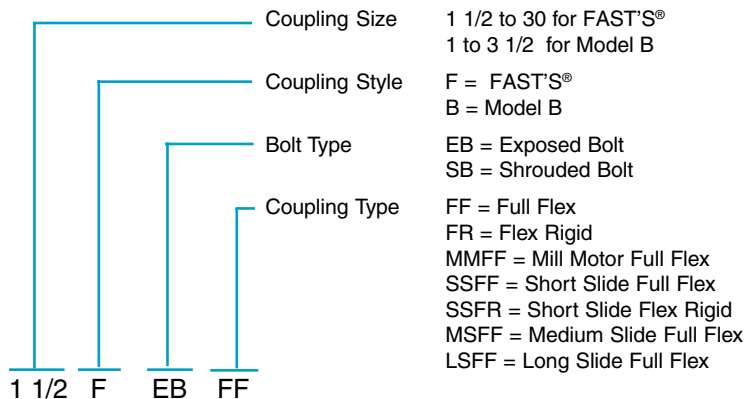 Coupling Size 1 1/2 to 30 for FAST'S®
1 to 3 1/2 for Model B
Coupling Style F = FAST'S®
B = Model B
Bolt Type EB = Exposed Bolt
SB = Shrouded Bolt
Coupling Type FF = Full Flex
FR = Flex Rigid
MMFF = Mill Motor Full Flex
SSFF = Short Slide Full Flex
SSFR = Short Slide Flex Rigid
MSFF = Medium Slide Full Flex
LSFF = Long Slide Full Flex
1 1/2 F EB FF